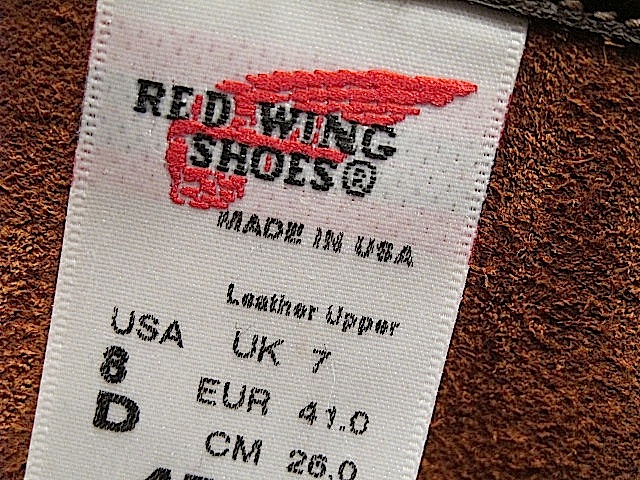 RED WING
SHOES®
MADE IN USA
Leather Upper
USA UK 7
8 EUR 41.0
D CM 26.0